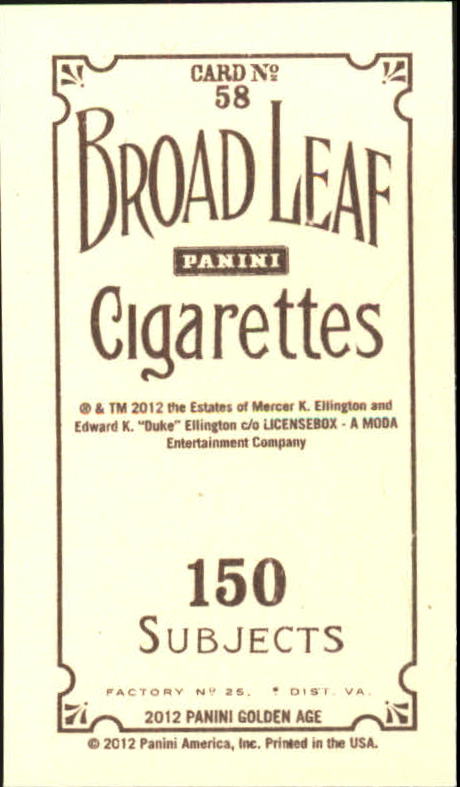 CARD Nº
58
BROAD LEAF
PANINI
Cigarettes
® & TM 2012 the Estates of Mercer K. Ellington and
Edward K. "Duke" Ellington c/o LICENSEBOX - A MODA
Entertainment Company
150
SUBJECTS
FACTORY Nº 25. DIST. VA.
2012 PANINI GOLDEN AGE
© 2012 Panini America, Inc. Printed in the USA.